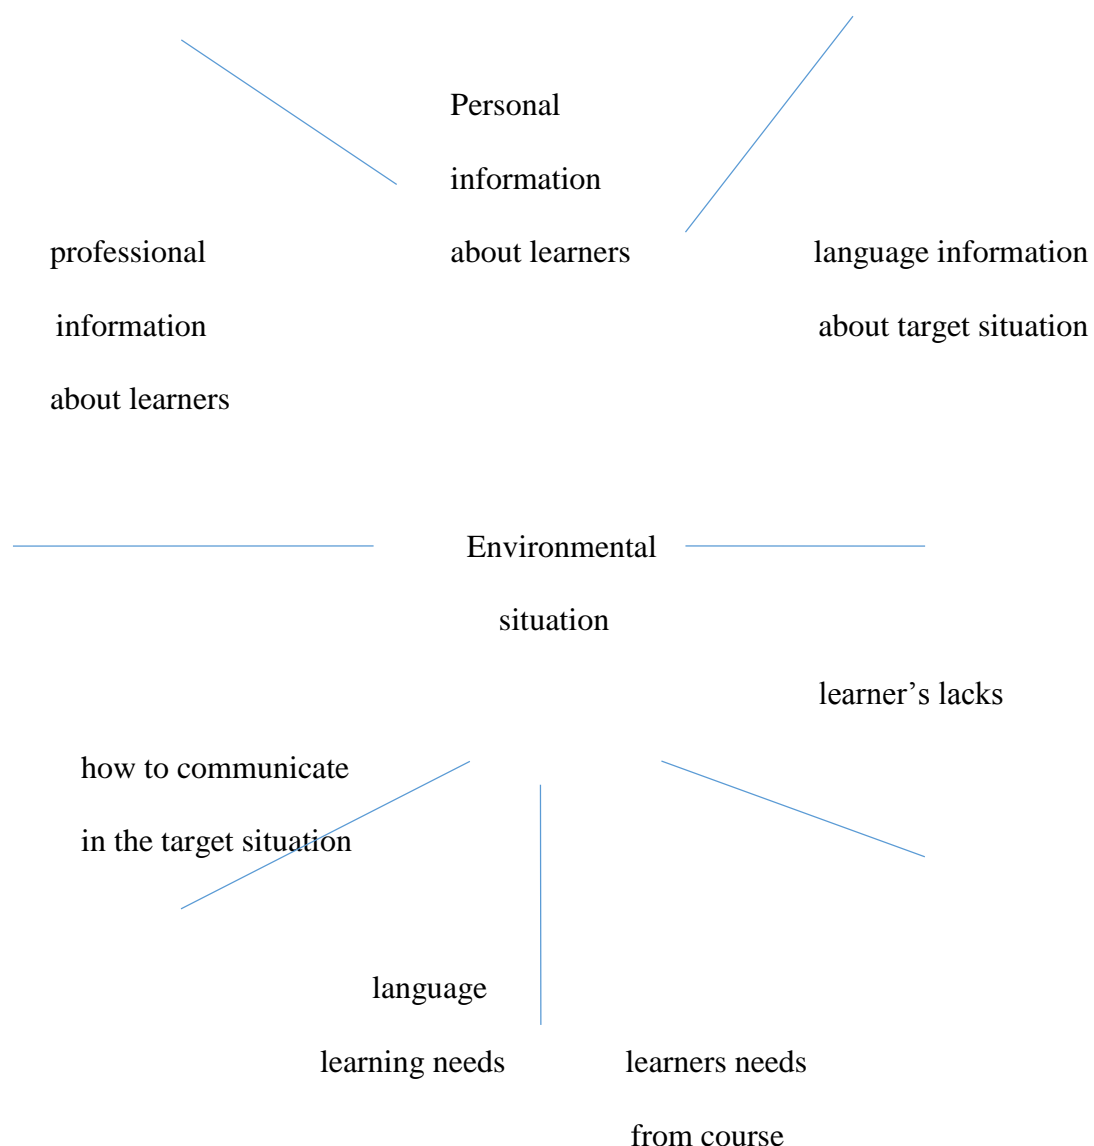 Personal
information
about learners
professional
information
about learners
language information
about target situation
Environmental
situation
learner’s lacks
how to communicate
in the target situation
language
learning needs
learners needs
from course